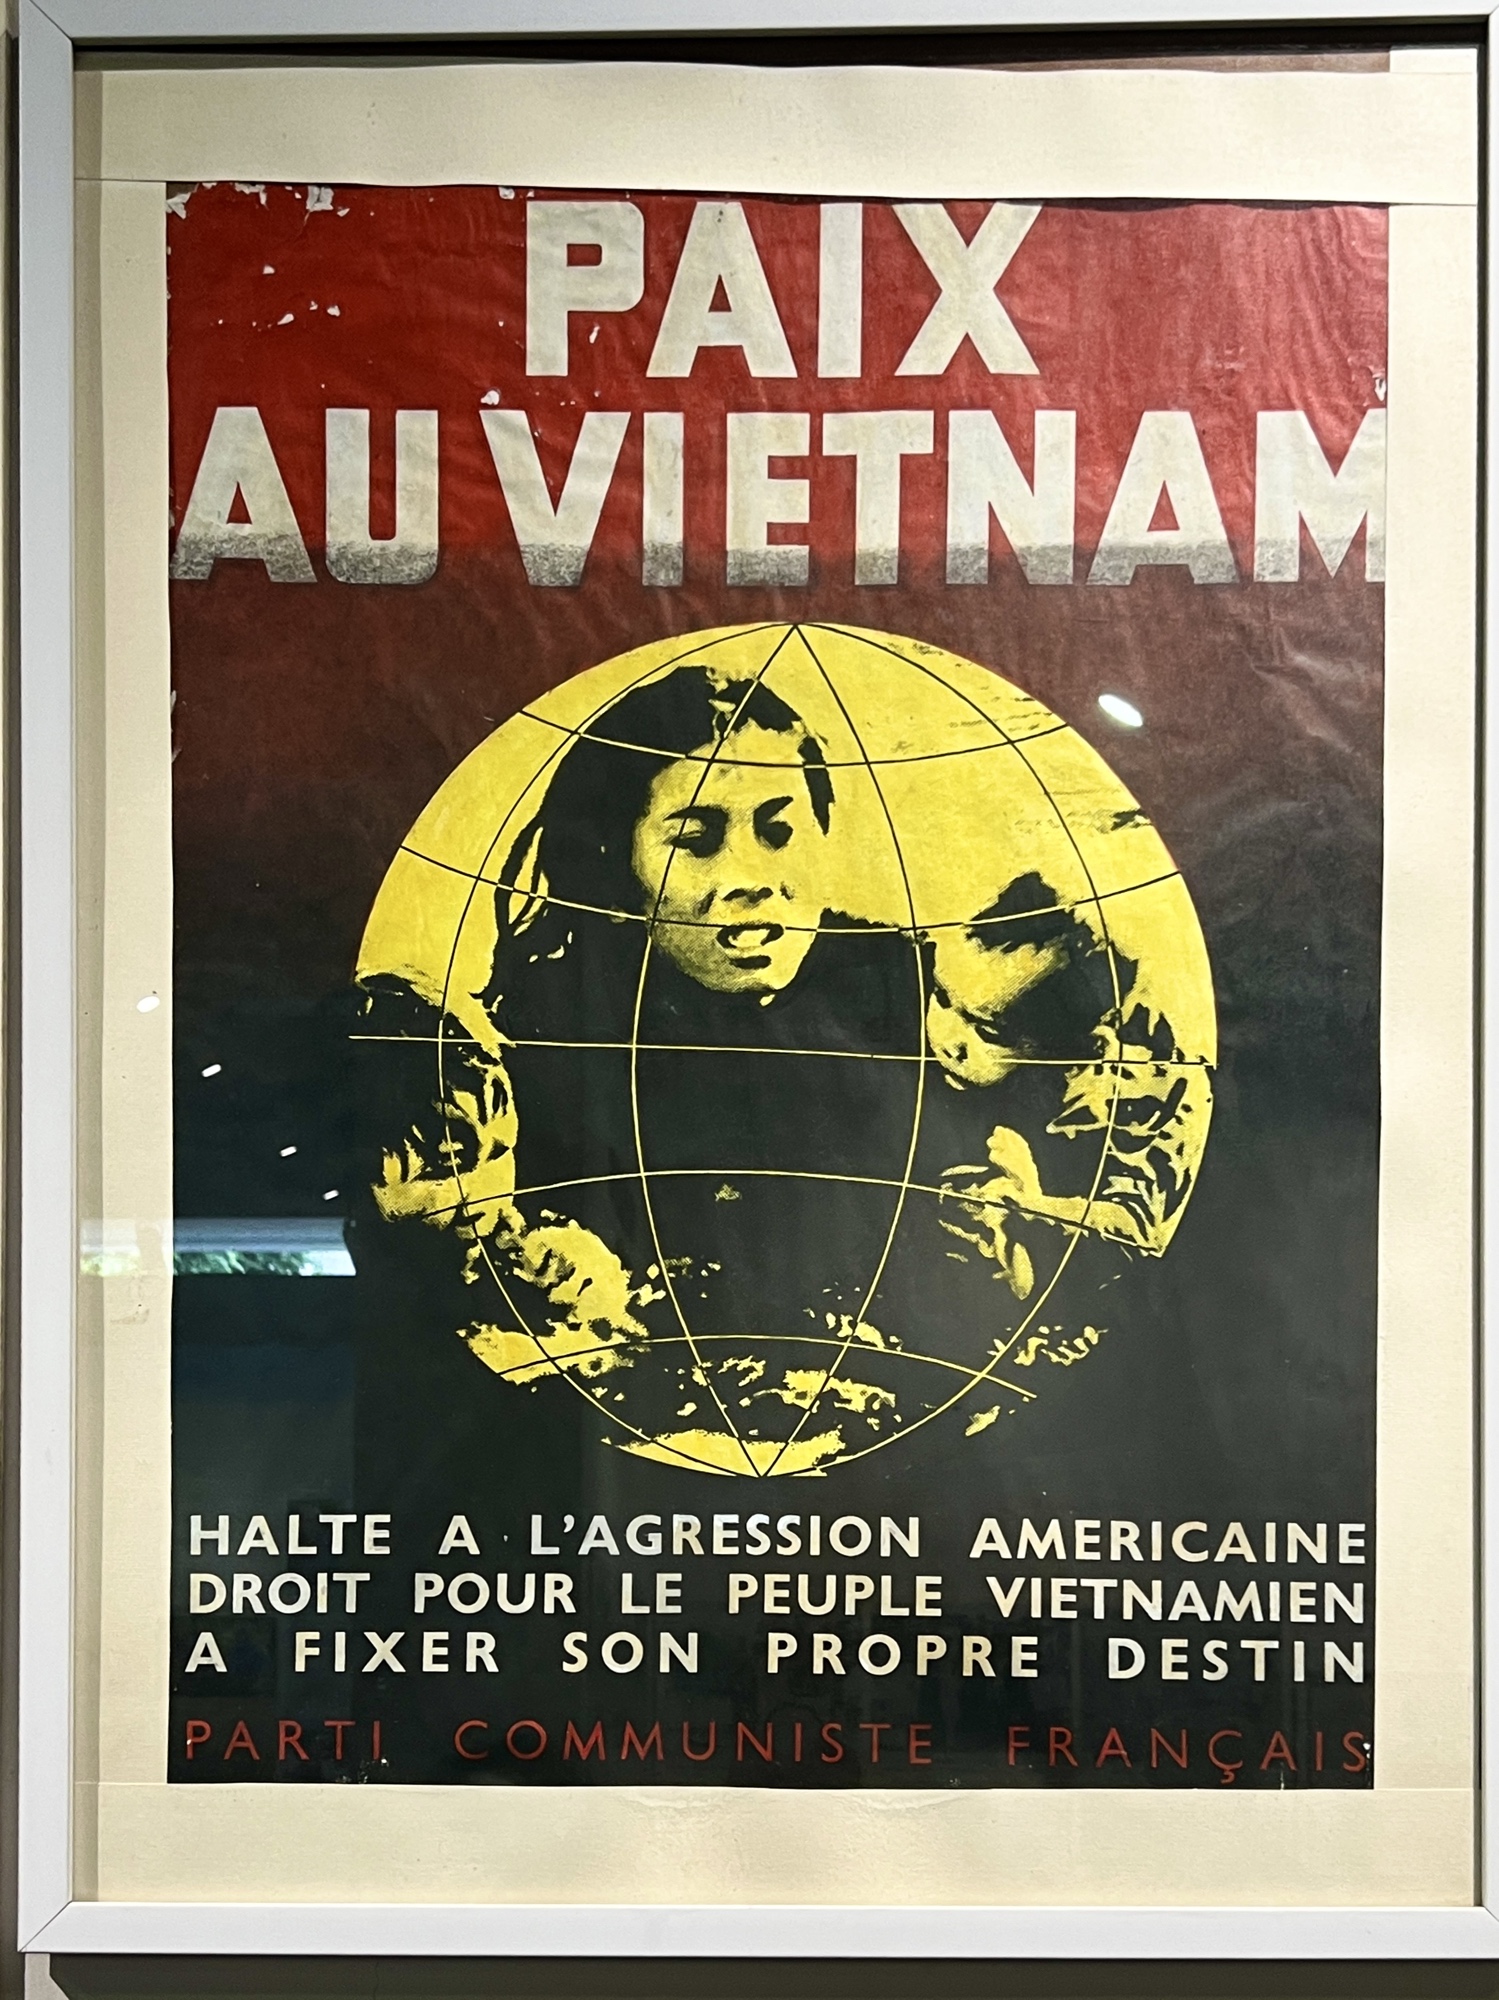 PAIX
AU VIETNAM
HALTE A L'AGRESSION AMERICAINE
DROIT POUR LE PEUPLE VIETNAMIEN
A FIXER SON PROPRE DESTIN
PARTI COMMUNISTE FRANÇAIS